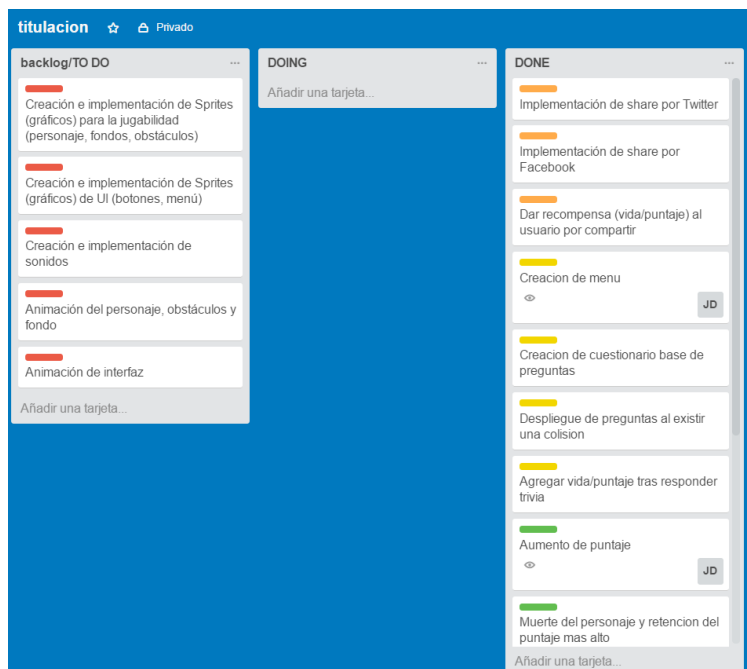 titulacion
Privado
backlog/TO DO
Creación e implementación de Sprites
(gráficos) para la jugabilidad
(personaje, fondos, obstáculos)
Creación e implementación de Sprites
(gráficos) de UI (botones, menú)
Creación e implementación de
sonidos
Animación del personaje, obstáculos y
fondo
Animación de interfaz
Añadir una tarjeta...
DOING
Añadir una tarjeta...
DONE
Implementación de share por Twitter
Implementación de share por
Facebook
Dar recompensa (vida/puntaje) al
usuario por compartir
Creacion de menu
JD
Creacion de cuestionario base de
preguntas
Despliegue de preguntas al existir
una colision
Agregar vida/puntaje tras responder
trivia
Aumento de puntaje
JD
Muerte del personaje y retencion del
puntaje mas alto
Añadir una tarjeta...